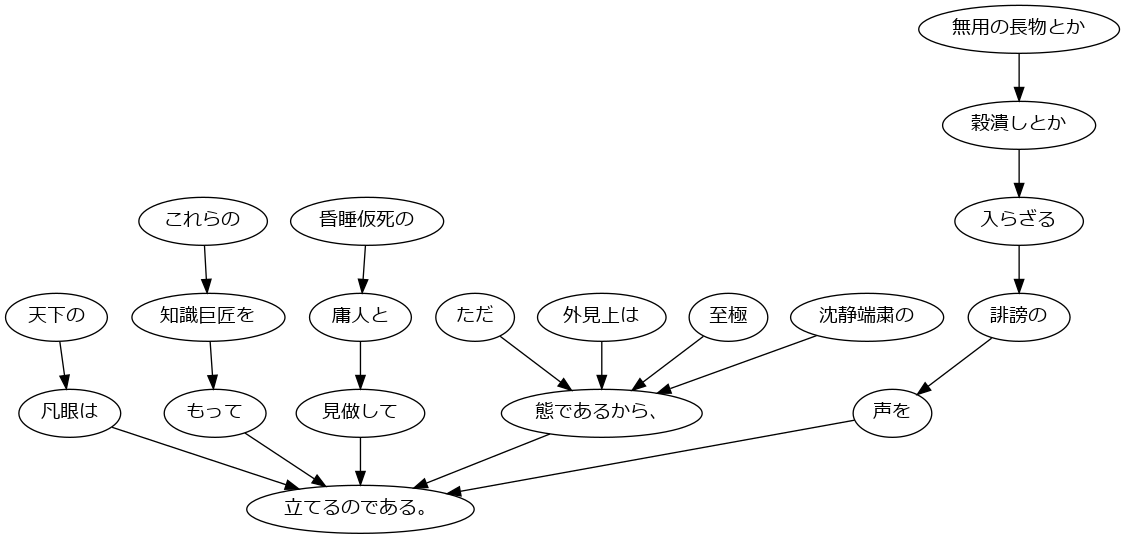 無用の長物とか
穀潰しとか
これらの
昏睡仮死の
入らざる
天下の
知識巨匠を
庸人と
ただ
外見上は
至極
沈静端粛の
誹謗の
凡眼は
もって
見做して
態であるから、
声を
立てるのである。